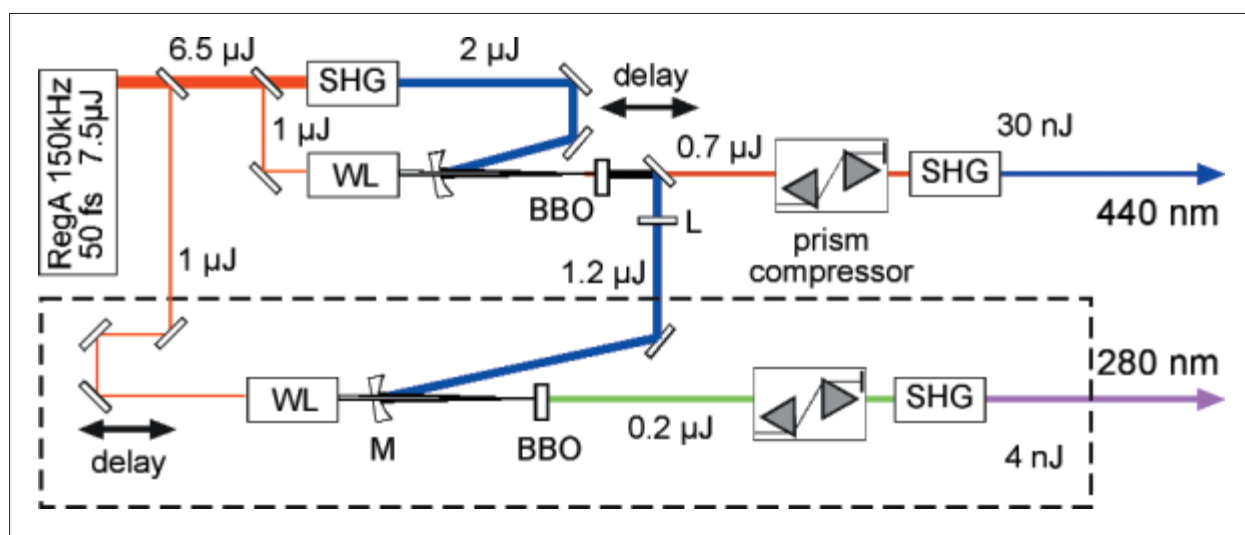 RegA 150kHz
50 fs 7.5µJ
6.5 µJ
SHG
2 µJ
delay
1 µJ
WL
BBO
0.7 µJ
prism
compressor
SHG
30 nJ
440 nm
L
1 µJ
1.2 µJ
delay
WL
M
BBO
0.2 µJ
SHG
280 nm
4 nJ